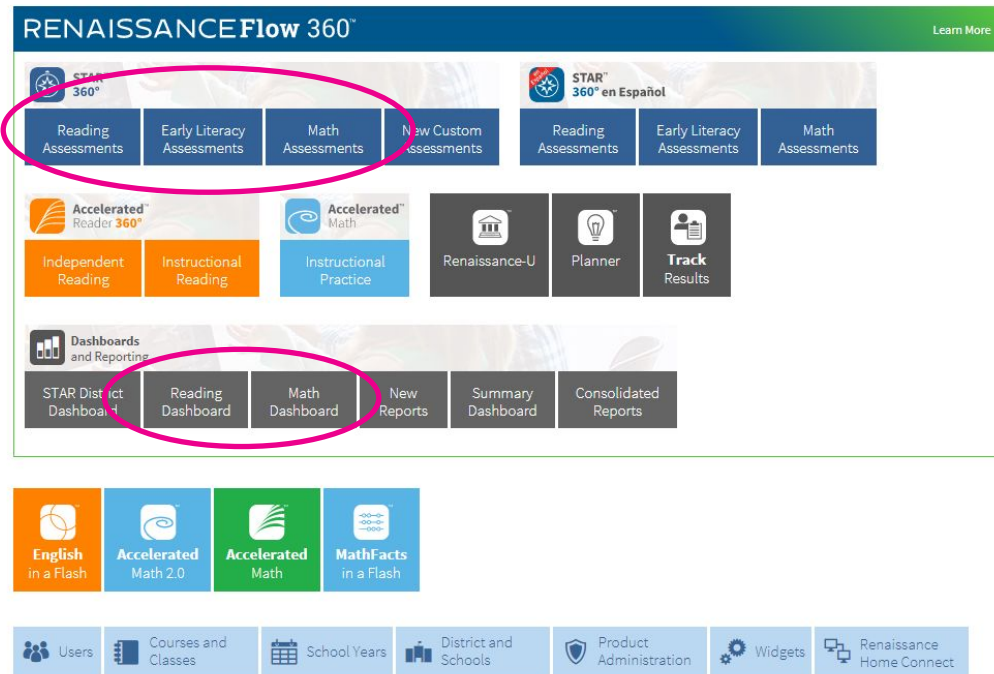 RENAISSANCE Flow 360™
Learn More
STAR™
360°
STAR™
360° en Español
Reading
Assessments
Early Literacy
Assessments
Math
Assessments
New Custom
Assessments
Reading
Assessments
Early Literacy
Assessments
Math
Assessments
Accelerated™
Reader 360°
Accelerated™
Math
Independent
Reading
Instructional
Reading
Instructional
Practice
Renaissance-U
Planner
Track
Results
Dashboards
and Reporting
STAR District
Dashboard
Reading
Dashboard
Math
Dashboard
New
Reports
Summary
Dashboard
Consolidated
Reports
English
in a Flash
Accelerated
Math 2.0
Accelerated
Math
MathFacts
in a Flash
Users
Courses and
Classes
School Years
District and
Schools
Product
Administration
Widgets
Renaissance
Home Connect